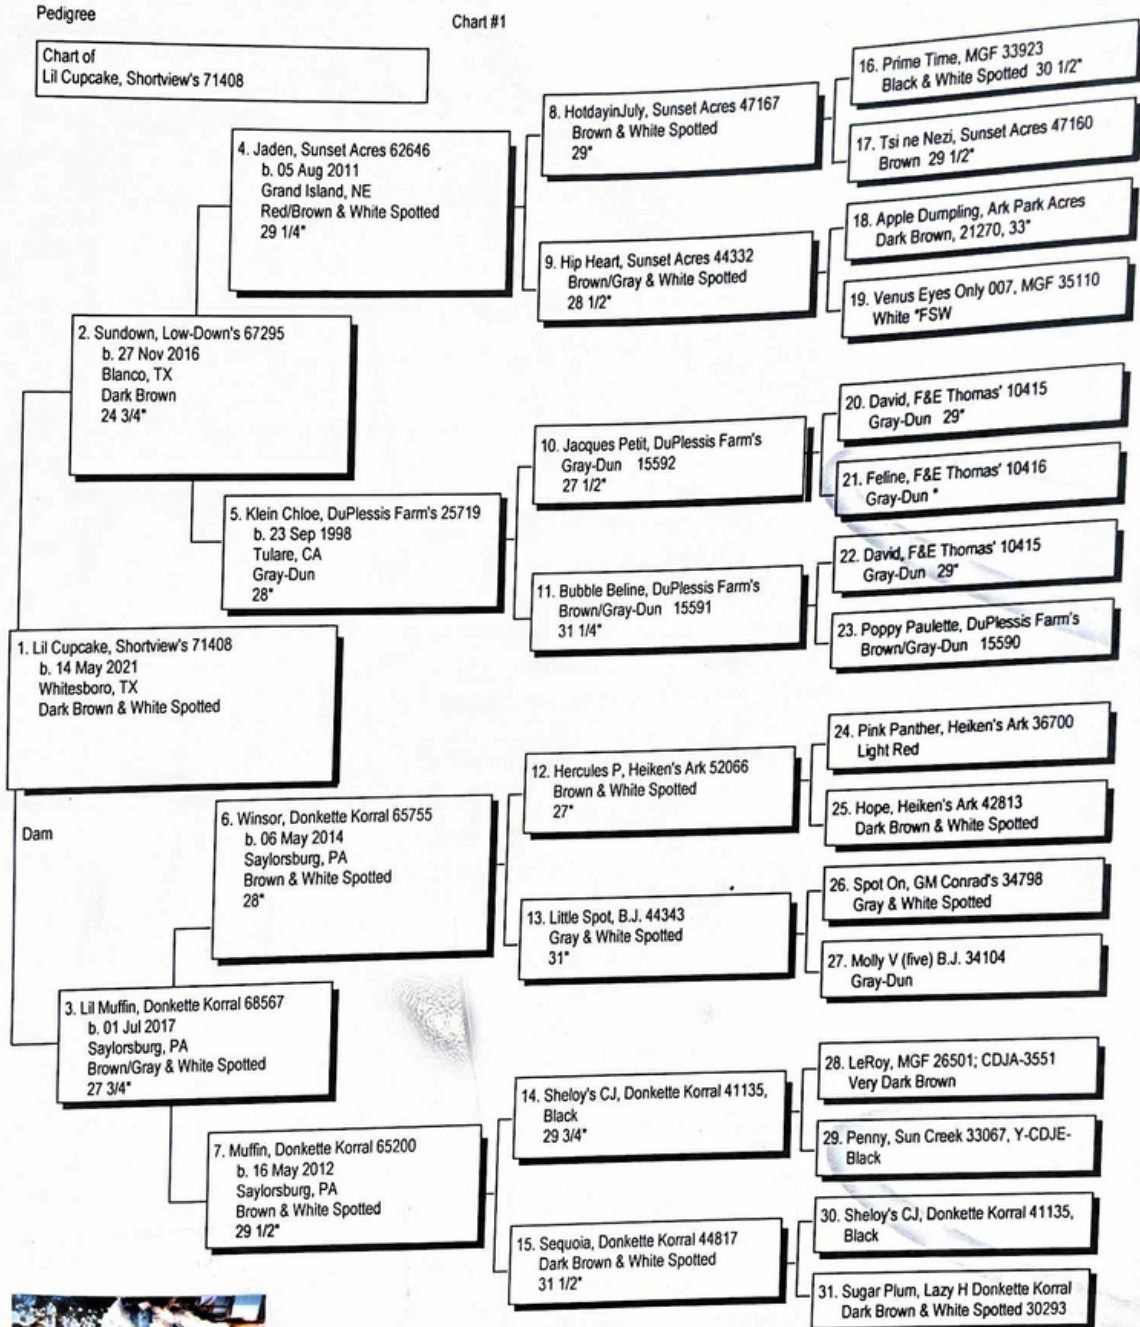 Pedigree
Chart #1
Chart of
Lil Cupcake, Shortview's 71408
16. Prime Time, MGF 33923
Black & White Spotted 30 1/2"
8. HotdayinJuly, Sunset Acres 47167
Brown & White Spotted
29"
17. Tsi ne Nezi, Sunset Acres 47160
Brown 29 1/2"
4. Jaden, Sunset Acres 62646
b. 05 Aug 2011
Grand Island, NE
Red/Brown & White Spotted
29 1/4"
18. Apple Dumpling, Ark Park Acres
Dark Brown, 21270, 33"
9. Hip Heart, Sunset Acres 44332
Brown/Gray & White Spotted
28 1/2"
19. Venus Eyes Only 007, MGF 35110
White "FSW
2. Sundown, Low-Down's 67295
b. 27 Nov 2016
Blanco, TX
Dark Brown
24 3/4"
20. David, F&E Thomas' 10415
Gray-Dun 29"
10. Jacques Petit, DuPlessis Farm's
Gray-Dun 15592
27 1/2"
21. Feline, F&E Thomas' 10416
Gray-Dun "
5. Klein Chloe, DuPlessis Farm's 25719
b. 23 Sep 1998
Tulare, CA
Gray-Dun
28"
22. David, F&E Thomas' 10415
Gray-Dun 29"
11. Bubble Beline, DuPlessis Farm's
Brown/Gray-Dun 15591
31 1/4"
23. Poppy Paulette, DuPlessis Farm's
Brown/Gray-Dun 15590
1. Lil Cupcake, Shortview's 71408
b. 14 May 2021
Whitesboro, TX
Dark Brown & White Spotted
24. Pink Panther, Heiken's Ark 36700
Light Red
12. Hercules P, Heiken's Ark 52066
Brown & White Spotted
27"
25. Hope, Heiken's Ark 42813
Dark Brown & White Spotted
Dam
6. Winsor, Donkette Korral 65755
b. 06 May 2014
Saylorsburg, PA
Brown & White Spotted
28"
26. Spot On, GM Conrad's 34798
Gray & White Spotted
13. Little Spot, B.J. 44343
Gray & White Spotted
31"
27. Molly V (five) B.J. 34104
Gray-Dun
3. Lil Muffin, Donkette Korral 68567
b. 01 Jul 2017
Saylorsburg, PA
Brown/Gray & White Spotted
27 3/4"
28. LeRoy, MGF 26501; CDJA-3551
Very Dark Brown
14. Sheloy's CJ, Donkette Korral 41135,
Black
29 3/4"
29. Penny, Sun Creek 33067, Y-CDJE-
Black
7. Muffin, Donkette Korral 65200
b. 16 May 2012
Saylorsburg, PA
Brown & White Spotted
29 1/2"
30. Sheloy's CJ, Donkette Korral 41135,
Black
15. Sequoia, Donkette Korral 44817
Dark Brown & White Spotted
31 1/2"
31. Sugar Plum, Lazy H Donkette Korral
Dark Brown & White Spotted 30293